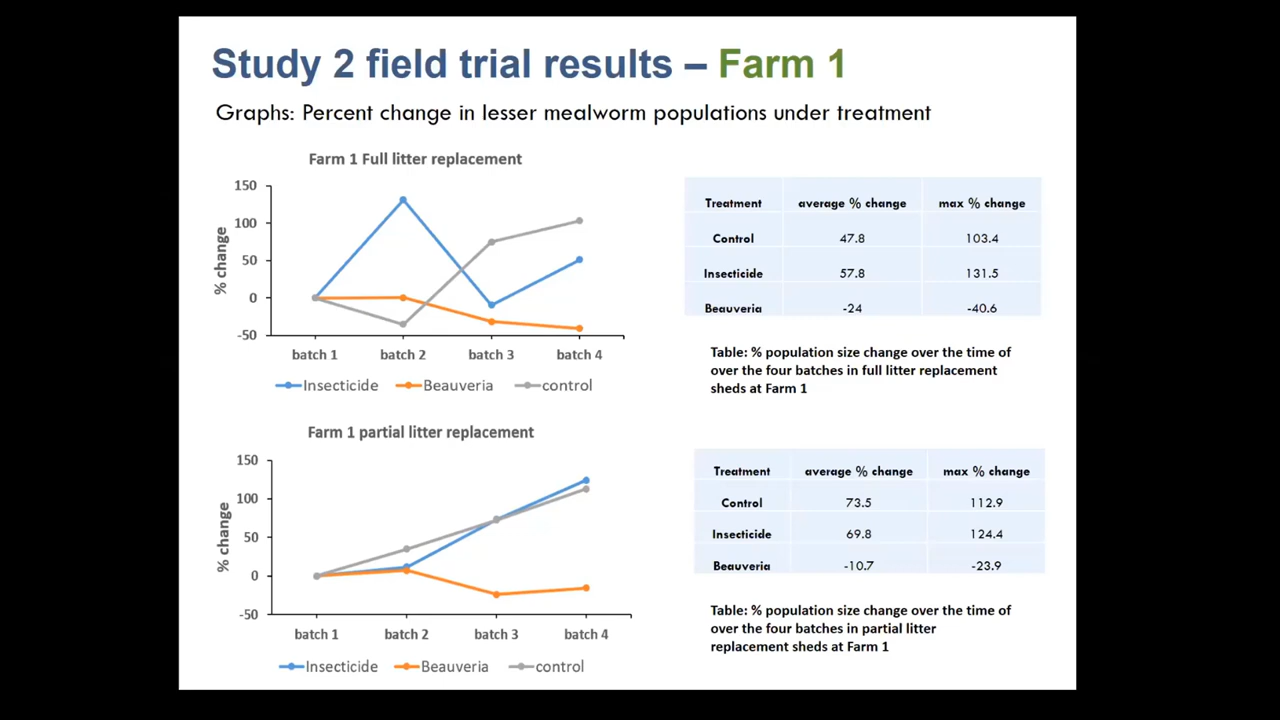 Study 2 field trial results – Farm 1
Graphs: Percent change in lesser mealworm populations under treatment
Farm 1 Full litter replacement
150
100
50
0
-50
% change
batch 1 batch 2 batch 3 batch 4
Insecticide Beauveria control
Treatment average % change max % change
Control 47.8 103.4
Insecticide 57.8 131.5
Beauveria -24 -40.6
Table: % population size change over the time of
over the four batches in full litter replacement
sheds at Farm 1
Farm 1 partial litter replacement
150
100
50
0
-50
% change
batch 1 batch 2 batch 3 batch 4
Insecticide Beauveria control
Treatment average % change max % change
Control 73.5 112.9
Insecticide 69.8 124.4
Beauveria -10.7 -23.9
Table: % population size change over the time of
over the four batches in partial litter
replacement sheds at Farm 1